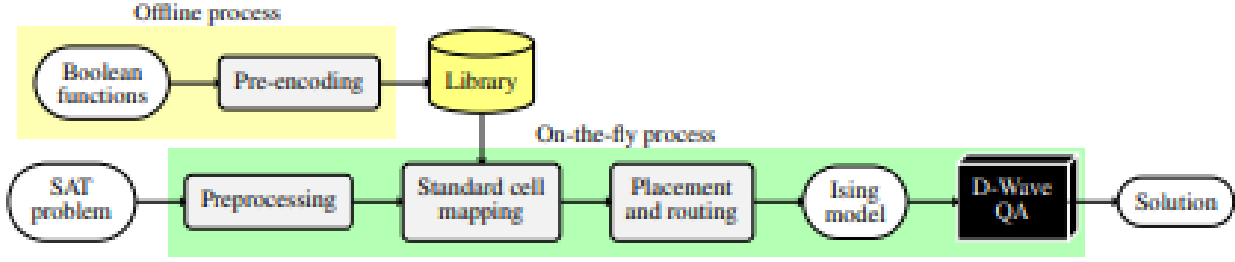 Offline process
Boolean
functions
Pre-encoding
Library
On-the-fly process
SAT
problem
Preprocessing
Standard cell
mapping
Placement
and routing
Ising
model
D-Wave
QA
Solution